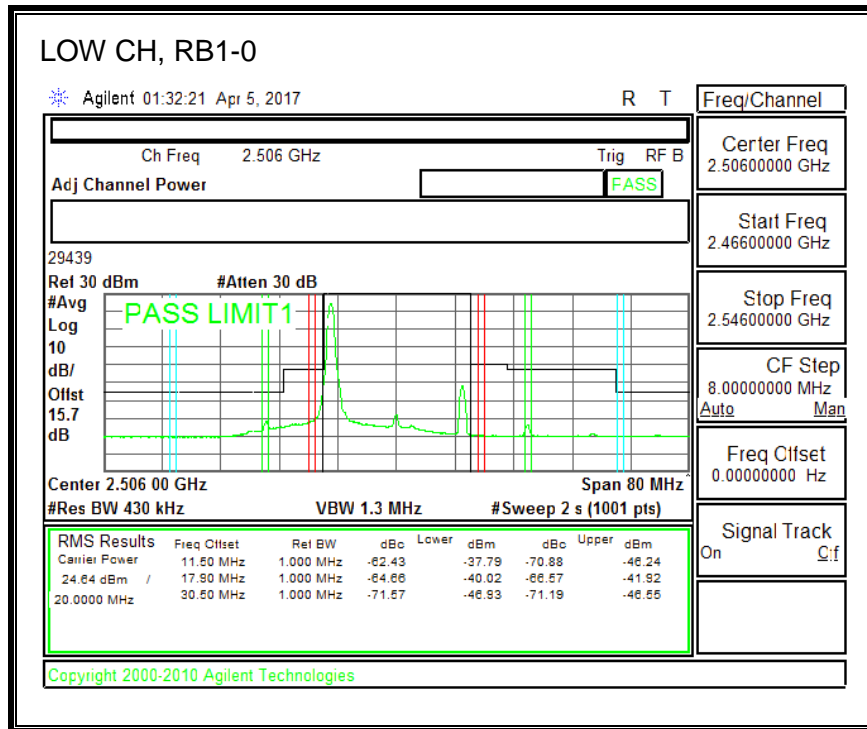 LOW CH, RB1-0
Agilent 01:32:21 Apr 5, 2017 R T
Freq/Channel
Ch Freq 2.506 GHz Trig RF B
Adj Channel Power PASS
Center Freq
2.50600000 GHz
Start Freq
2.46600000 GHz
29439
Ref 30 dBm #Atten 30 dB
#Avg
Log
10
dB/
Offst
15.7
dB
PASS LIMIT1
Stop Freq
2.54600000 GHz
CF Step
8.00000000 MHz
Auto Man
Freq Offset
0.00000000 Hz
Center 2.506 00 GHz Span 80 MHz
#Res BW 430 kHz VBW 1.3 MHz #Sweep 2 s (1001 pts)
Signal Track
On Off
RMS Results Freq Offset Ref BW dBc Lower dBm dBc Upper dBm
Carrier Power 11.50 MHz 1.000 MHz -62.43 -37.79 -70.88 -46.24
24.64 dBm / 17.90 MHz 1.000 MHz -64.66 -40.02 -66.57 -41.92
20.0000 MHz 30.50 MHz 1.000 MHz -71.57 -46.93 -71.19 -46.55
Copyright 2000-2010 Agilent Technologies